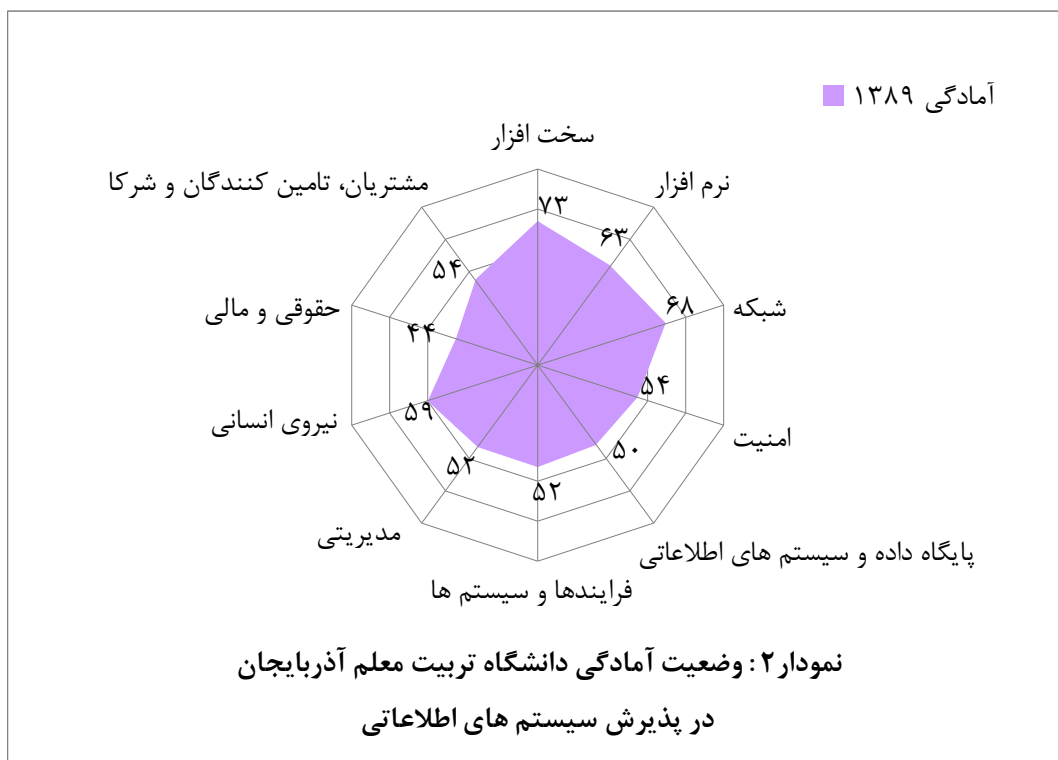 آمادگی ۱۳۸۹
سخت افزار
نرم افزار
مشتریان، تامین کنندگان و شرکا
۷۳
۶۳
۵۴
شبکه
۶۸
حقوقی و مالی
۴۴
۵۴
امنیت
نیروی انسانی
۵۹
۵۰
۵۲
۵۲
مدیریتی
پایگاه داده و سیستم های اطلاعاتی
فرایندها و سیستم ها
نمودار۲: وضعیت آمادگی دانشگاه تربیت معلم آذربایجان
در پذیرش سیستم های اطلاعاتی